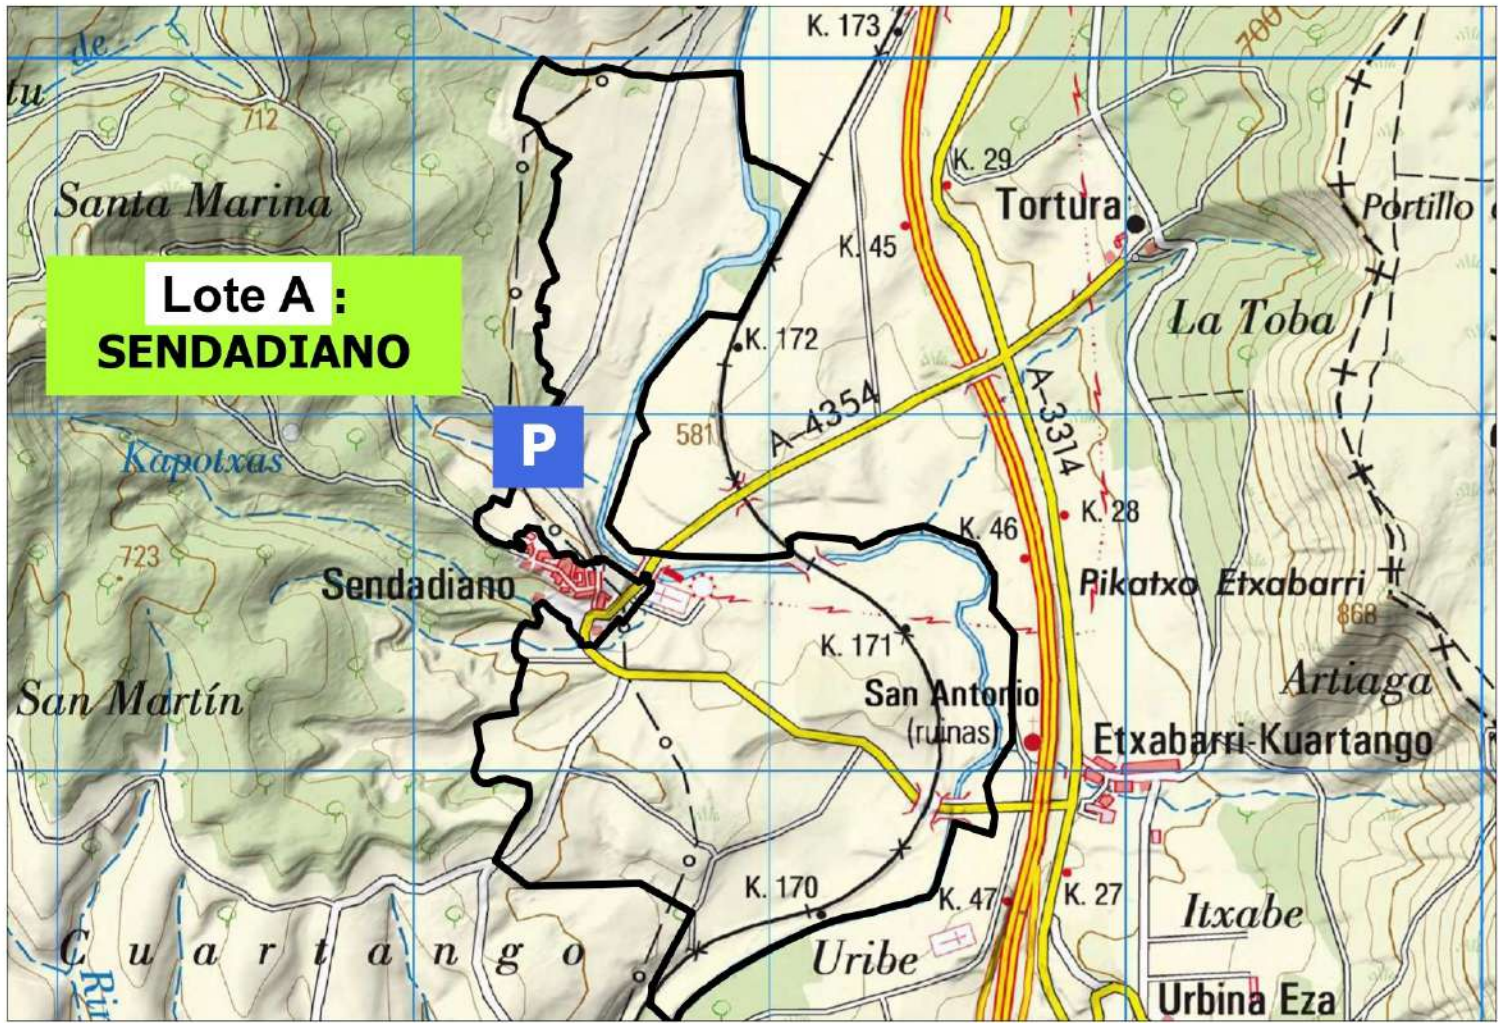 K. 173
700
de
tu
712
K. 29
Santa Marina
Tortura
Portillo
K. 45
Lote A :
SENDADIANO
La Toba
K. 172
A-4354
A-3314
581
P
Kapotxas
K. 28
K. 46
723
Sendadiano
Pikatxo Etxabarri
868
K. 171
San Antonio
(ruinas)
Artiaga
San Martín
Etxabarri-Kuartango
K. 170
K. 47
K. 27
Itxabe
Cuartango
Uribe
Urbina Eza